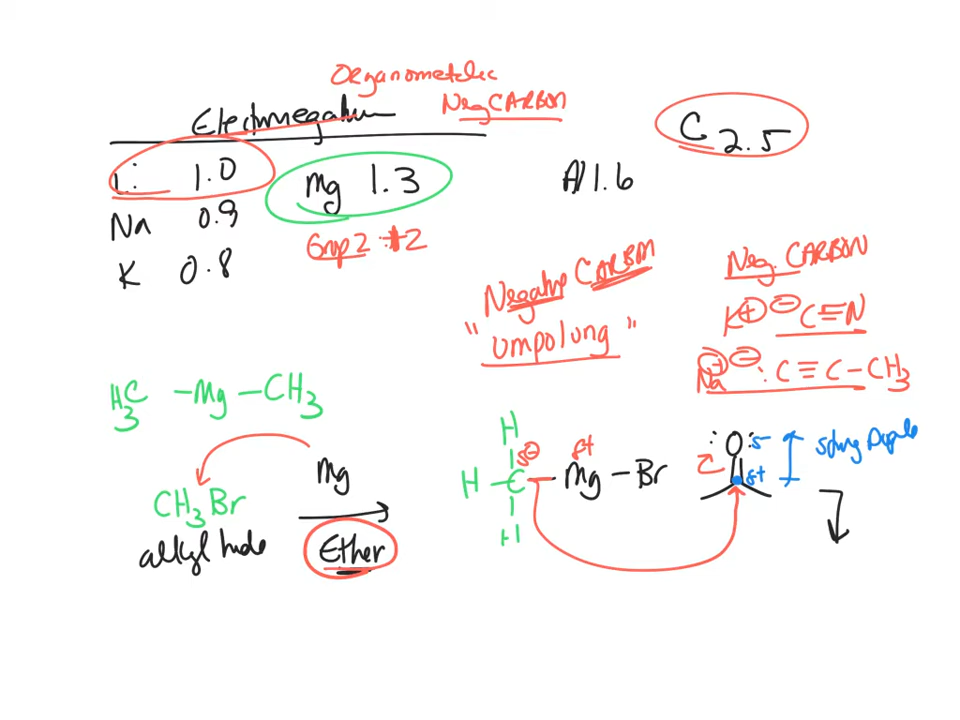 Organometallic
Neg CARBON
Electronegativity
C 2.5
Li 1.0
Mg 1.3
Al 1.6
Na 0.9
Group 2 +2
K 0.8
Negative CARBON
"umpolung"
Neg. CARBON
K⊕ ⊖C≡N
Na⊕ ⊖:C≡C-CH3
H3C -Mg-CH3
CH3Br
alkyl halide
Mg
Ether
H
H-C-Mg-Br
δ⊖ δ+
H
:O: δ-
δ+
strong Dipole